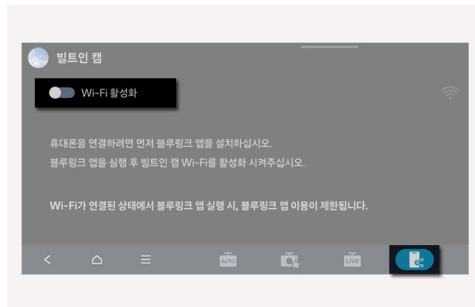 빌트인 캠
Wi-Fi 활성화
휴대폰을 연결하려면 먼저 블루링크 앱을 설치하십시오.
블루링크 앱을 실행 후 빌트인 캠 Wi-Fi를 활성화 시켜주십시오.
Wi-Fi가 연결된 상태에서 블루링크 앱 실행 시, 블루링크 앱 이용이 제한됩니다.
AUTO
LIVE